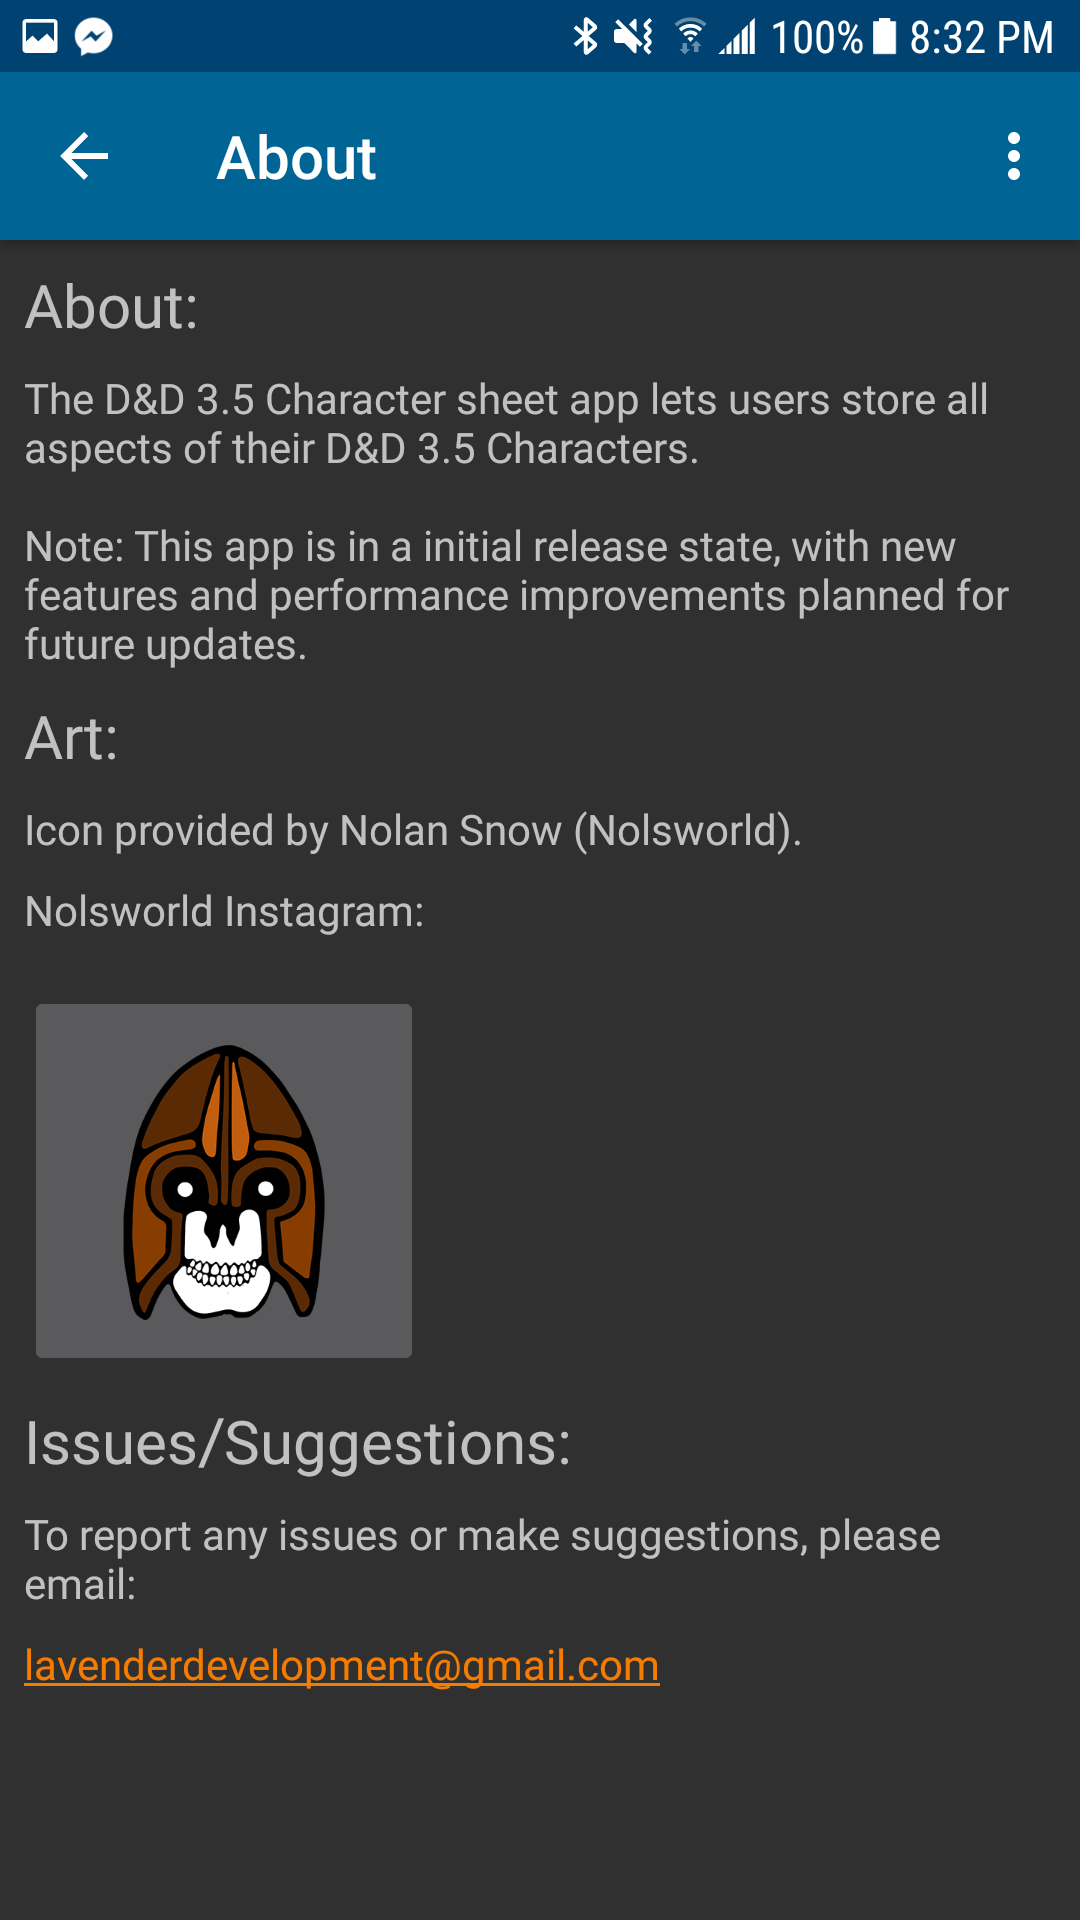 100% 8:32 PM
About
About:
The D&D 3.5 Character sheet app lets users store all
aspects of their D&D 3.5 Characters.
Note: This app is in a initial release state, with new
features and performance improvements planned for
future updates.
Art:
Icon provided by Nolan Snow (Nolsworld).
Nolsworld Instagram:
Issues/Suggestions:
To report any issues or make suggestions, please
email:
lavenderdevelopment@gmail.com